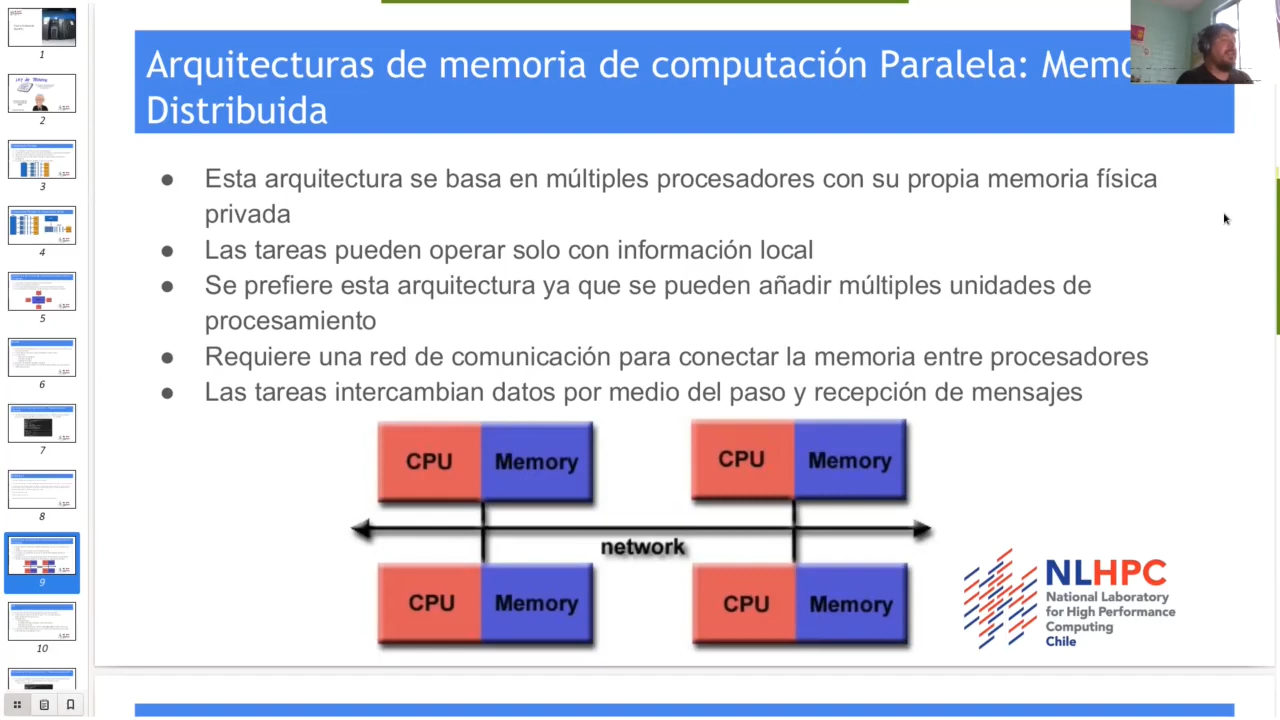 Arquitecturas de memoria de computación Paralela: Memo
Distribuida
● Esta arquitectura se basa en múltiples procesadores con su propia memoria física
privada
● Las tareas pueden operar solo con información local
● Se prefiere esta arquitectura ya que se pueden añadir múltiples unidades de
procesamiento
● Requiere una red de comunicación para conectar la memoria entre procesadores
● Las tareas intercambian datos por medio del paso y recepción de mensajes
CPU Memory
CPU Memory
network
CPU Memory
CPU Memory
NLHPC
National Laboratory
for High Performance
Computing
Chile
1
2
3
4
5
6
7
8
9
10